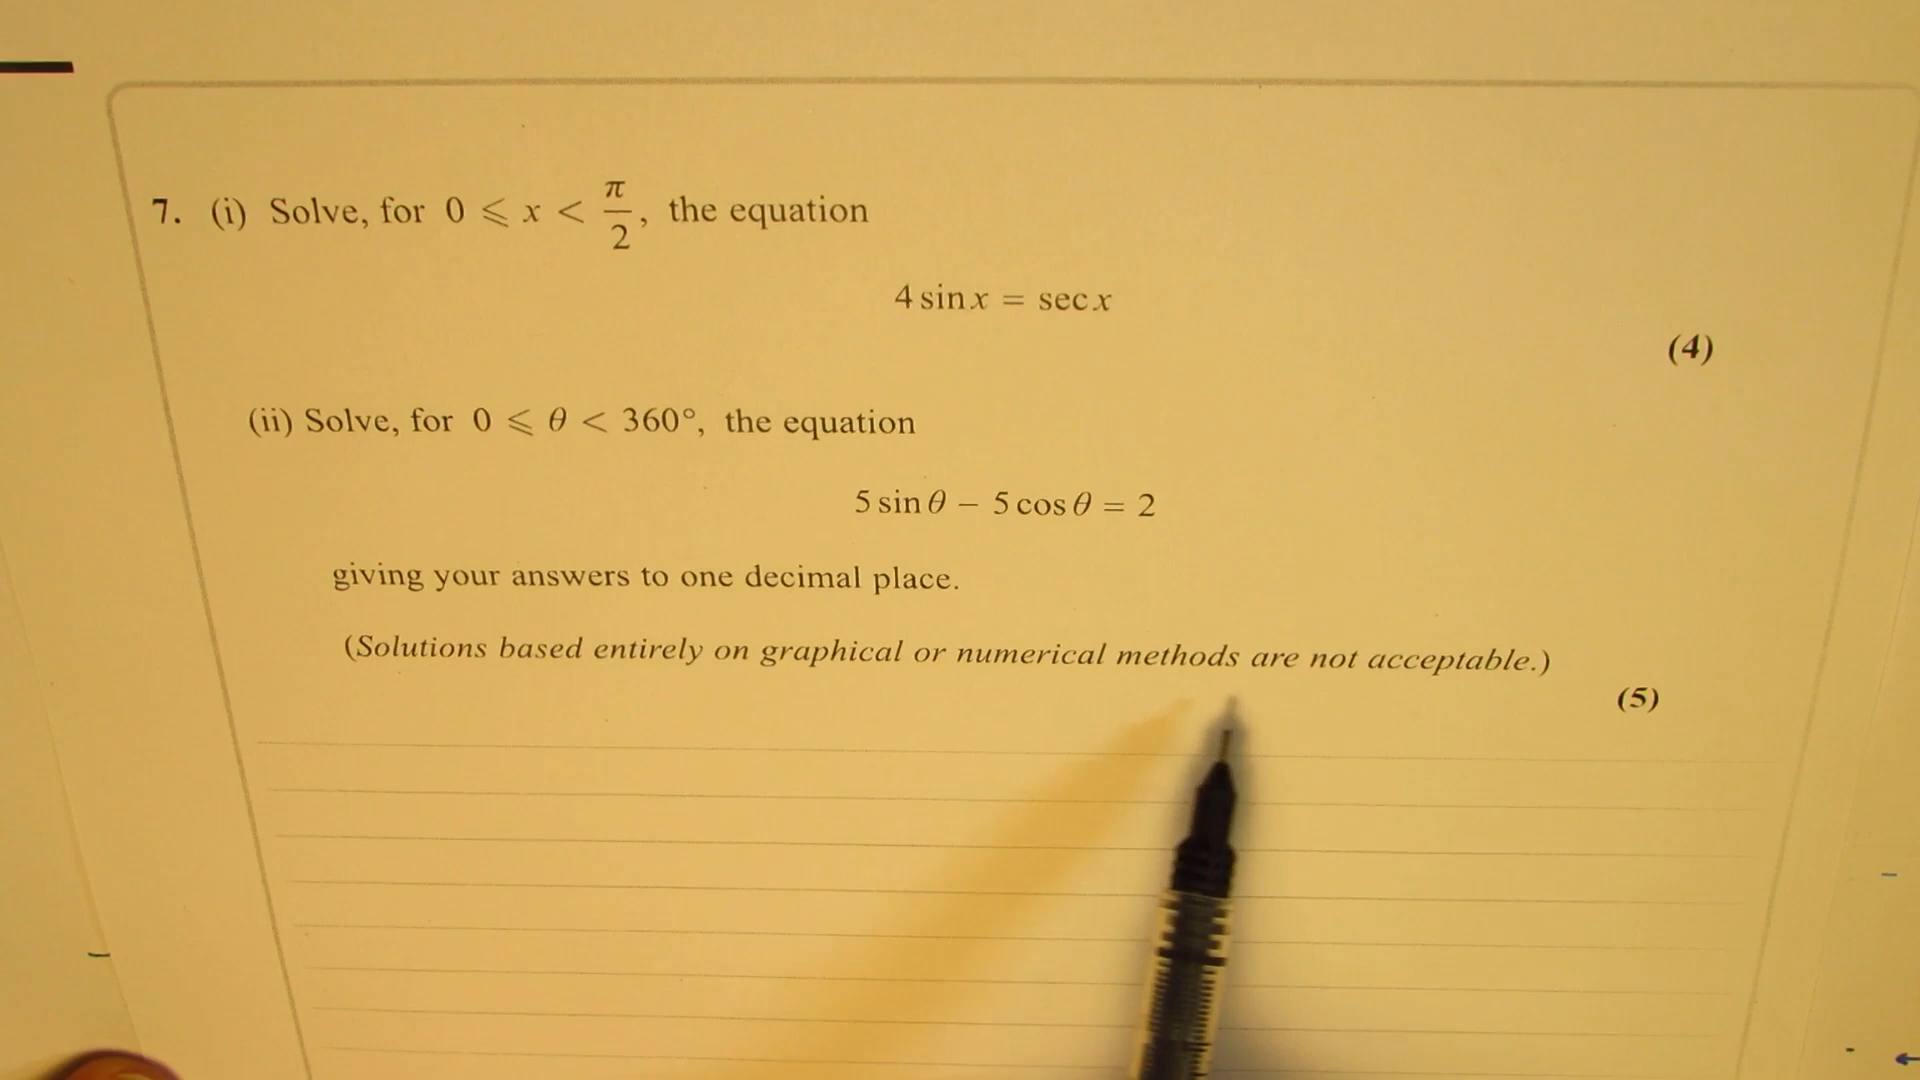 7. (i) Solve, for 0 ⩽ x < π/2, the equation
4 sin x = sec x
(4)
(ii) Solve, for 0 ⩽ θ < 360°, the equation
5 sin θ − 5 cos θ = 2
giving your answers to one decimal place.
(Solutions based entirely on graphical or numerical methods are not acceptable.)
(5)